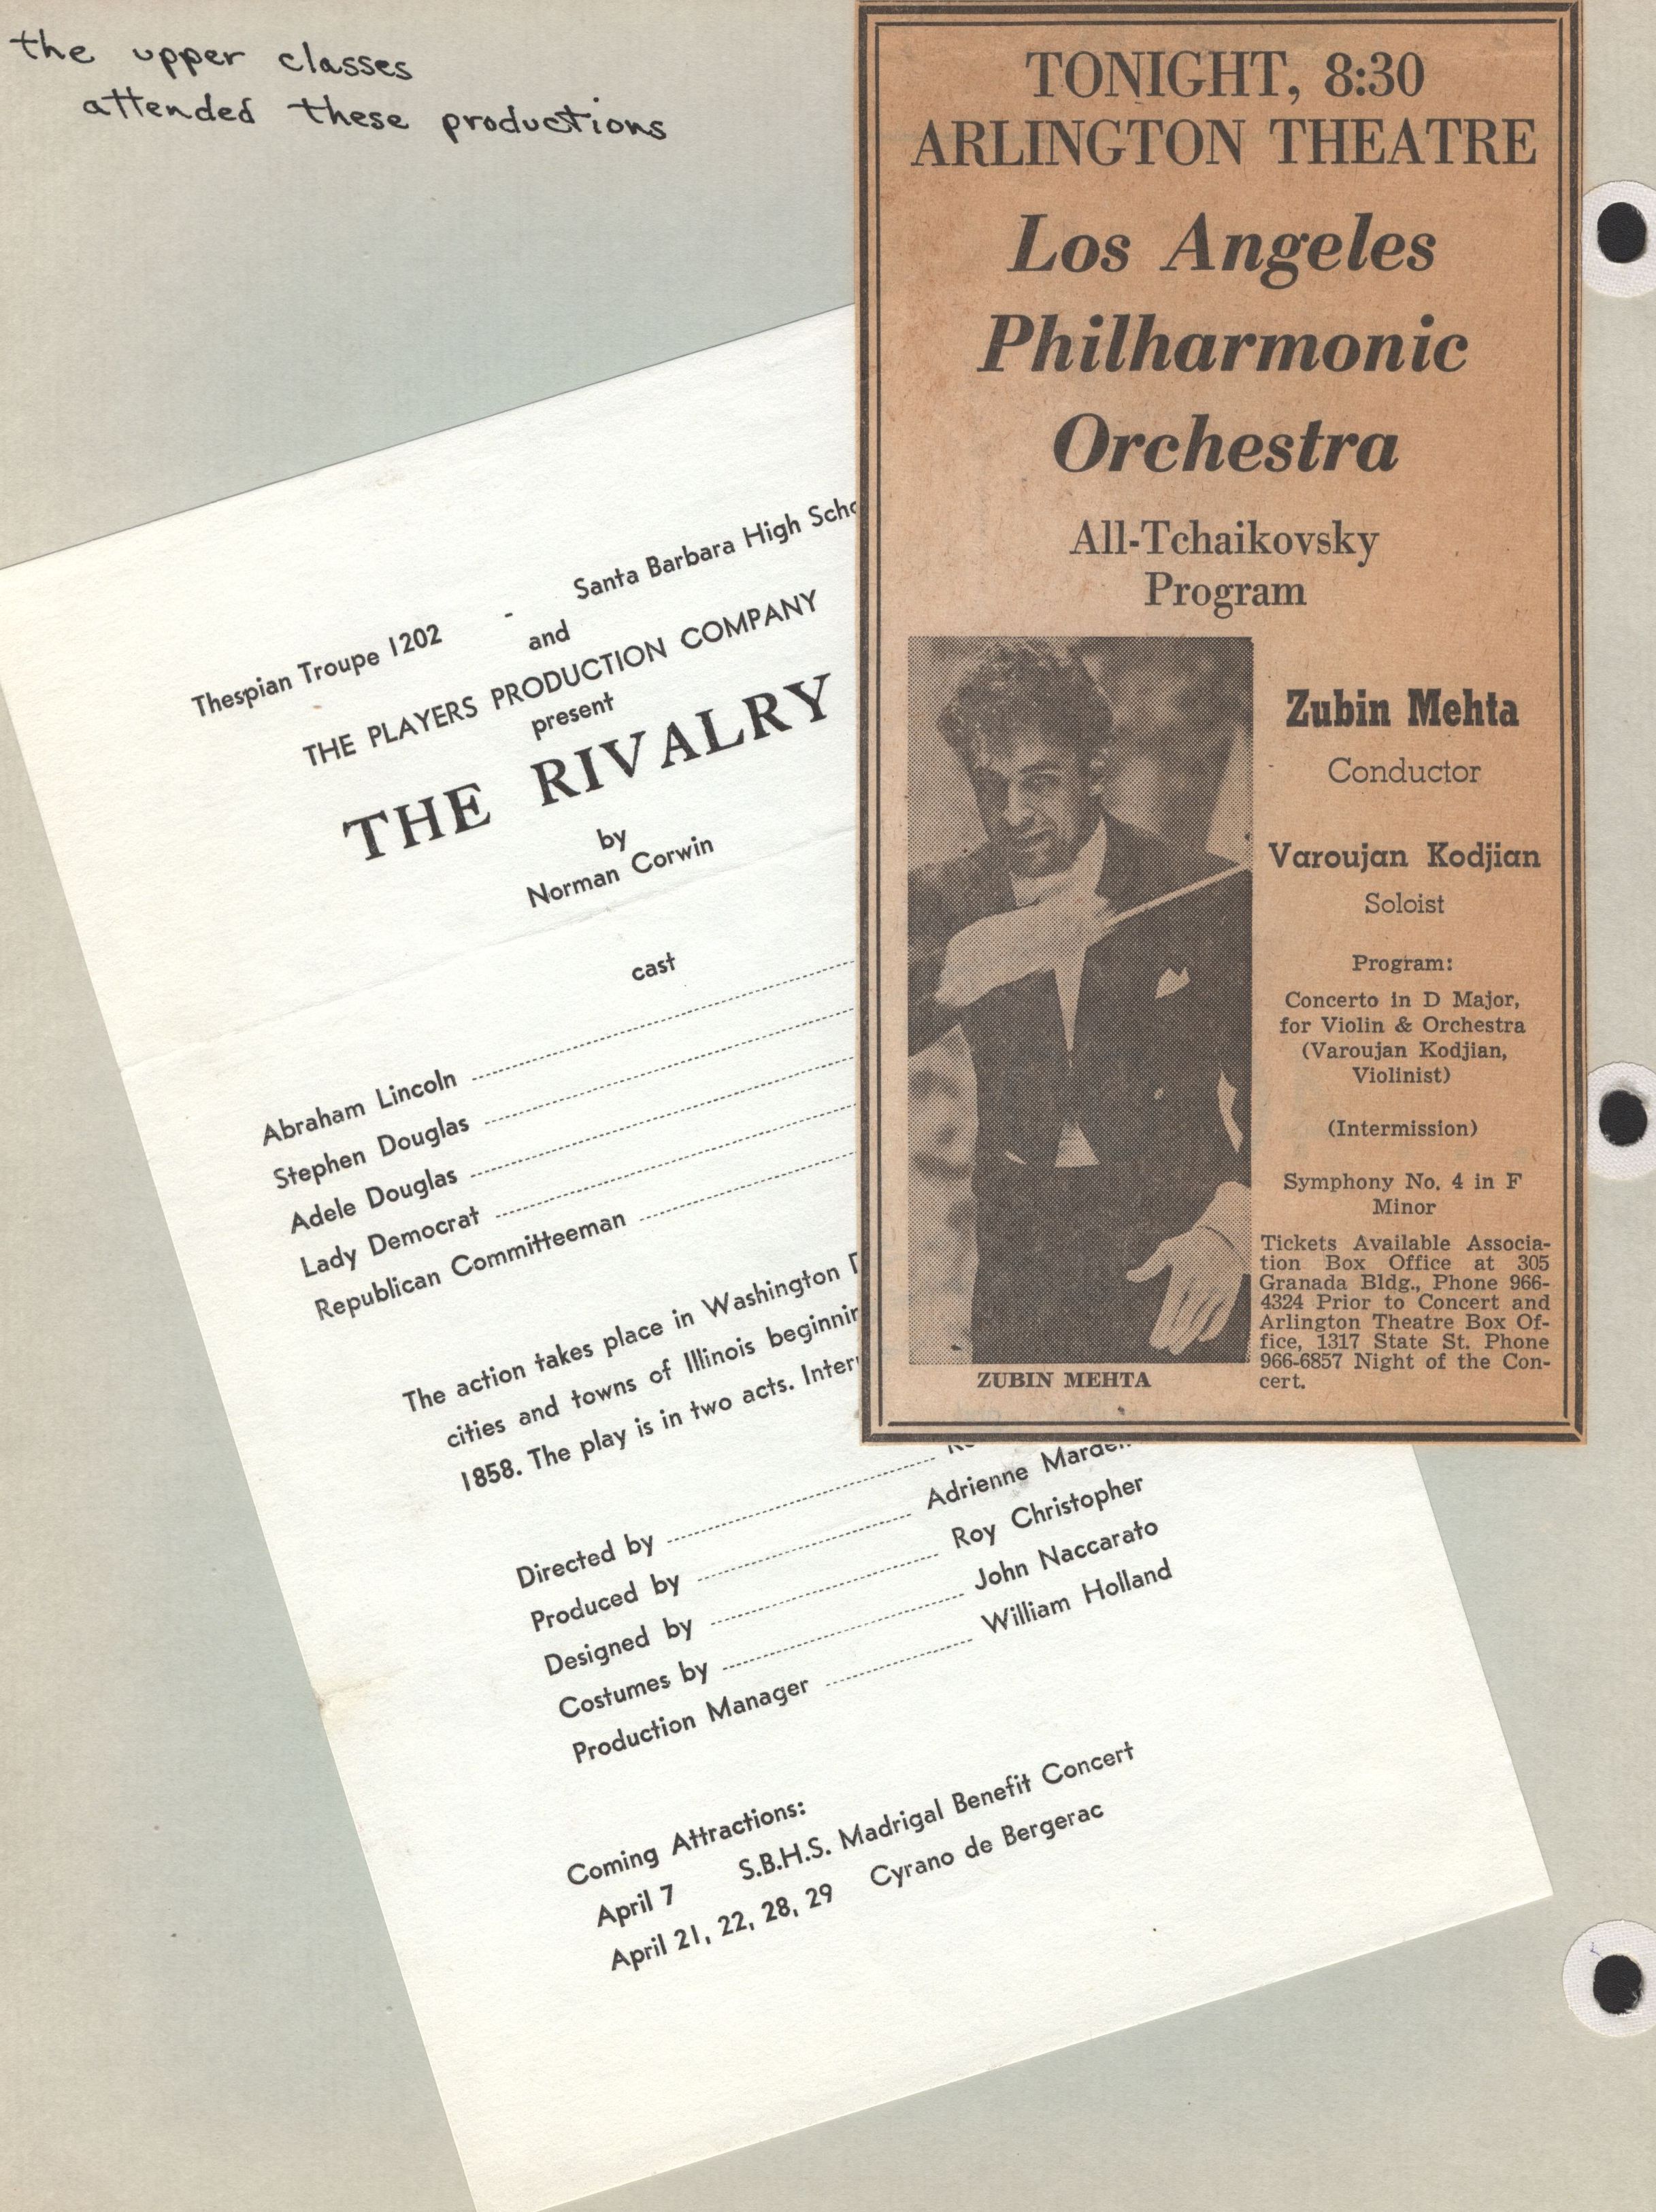 the upper classes
attended these productions
TONIGHT, 8:30
ARLINGTON THEATRE
Los Angeles
Philharmonic
Orchestra
All-Tchaikovsky
Program
Zubin Mehta
Conductor
Varoujan Kodjian
Soloist
Program:
Concerto in D Major,
for Violin & Orchestra
(Varoujan Kodjian,
Violinist)
(Intermission)
Symphony No. 4 in F
Minor
Tickets Available Associa-
tion Box Office at 305
Granada Bldg., Phone 966-
4324 Prior to Concert and
Arlington Theatre Box Of-
fice, 1317 State St. Phone
966-6857 Night of the Con-
cert.
ZUBIN MEHTA
Thespian Troupe 1202 - Santa Barbara High
and
THE PLAYERS PRODUCTION COMPANY
present
THE RIVALRY
by
Norman Corwin
cast
Abraham Lincoln
Stephen Douglas
Adele Douglas
Lady Democrat
Republican Committeeman
The action takes place in Washington
cities and towns of Illinois
1858. The play is in two acts.
Directed by
Produced by Adrienne
Designed by Roy Christopher
Costumes by John Naccarato
Production Manager William Holland
Coming Attractions:
April 7 S.B.H.S. Madrigal Benefit Concert
April 21, 22, 28, 29 Cyrano de Bergerac